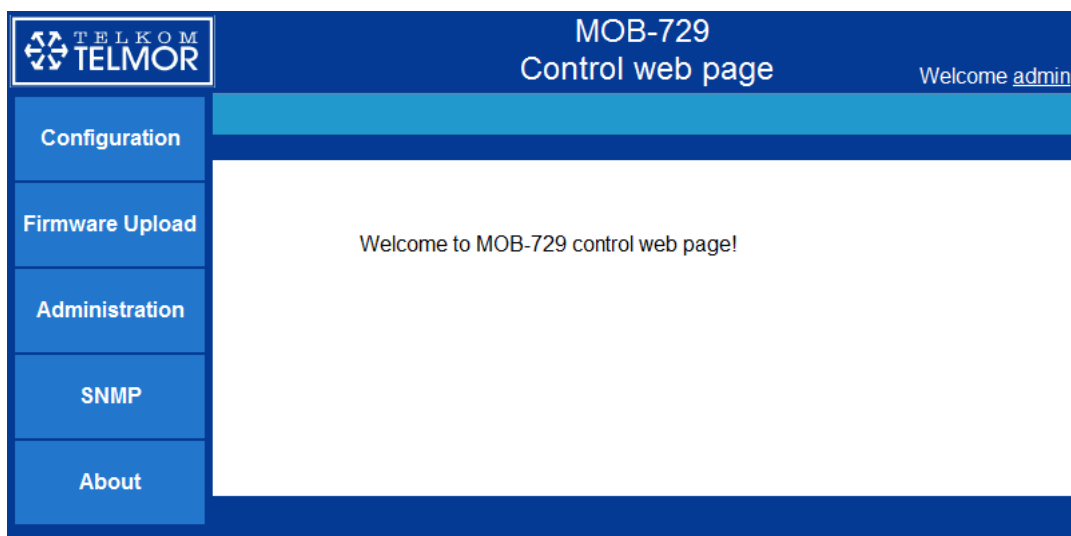 TELKOM
TELMOR
MOB-729
Control web page
Welcome admin
Configuration
Firmware Upload
Administration
SNMP
About
Welcome to MOB-729 control web page!